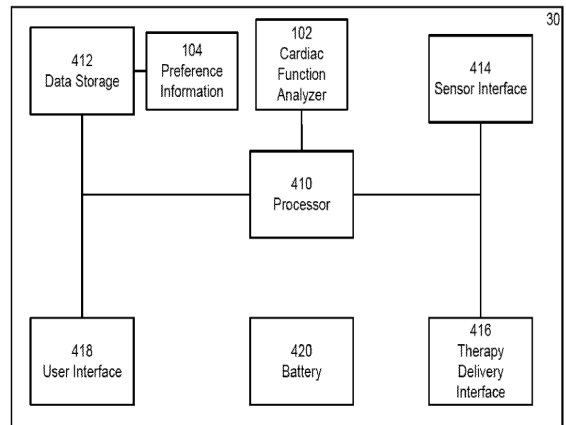 30
412
Data Storage
104
Preference
Information
102
Cardiac
Function
Analyzer
414
Sensor Interface
410
Processor
418
User Interface
420
Battery
416
Therapy
Delivery
Interface